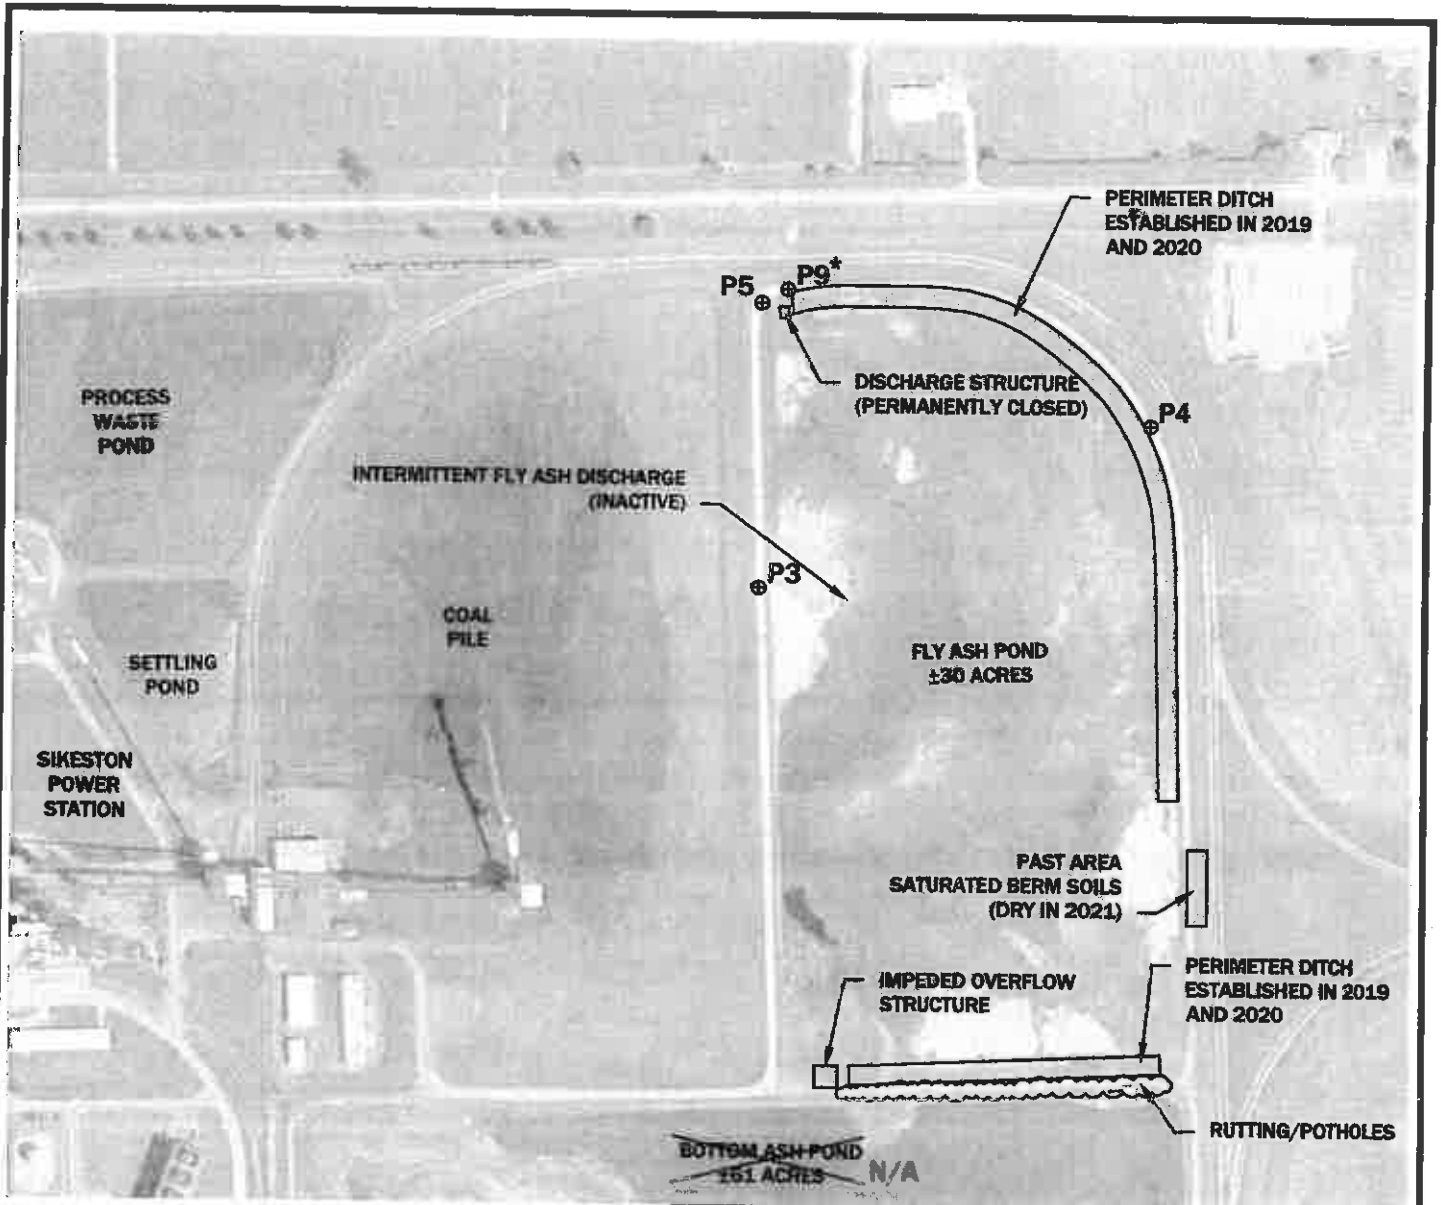 PERIMETER DITCH
ESTABLISHED IN 2019
AND 2020
P5
P9*
DISCHARGE STRUCTURE
(PERMANENTLY CLOSED)
P4
PROCESS
WASTE
POND
INTERMITTENT FLY ASH DISCHARGE
(INACTIVE)
P3
COAL
PILE
FLY ASH POND
±30 ACRES
SETTLING
POND
SIKESTON
POWER
STATION
PAST AREA
SATURATED BERM SOILS
(DRY IN 2021)
IMPEDED OVERFLOW
STRUCTURE
PERIMETER DITCH
ESTABLISHED IN 2019
AND 2020
RUTTING/POTHOLES
BOTTOM ASH POND
±61 ACRES
N/A